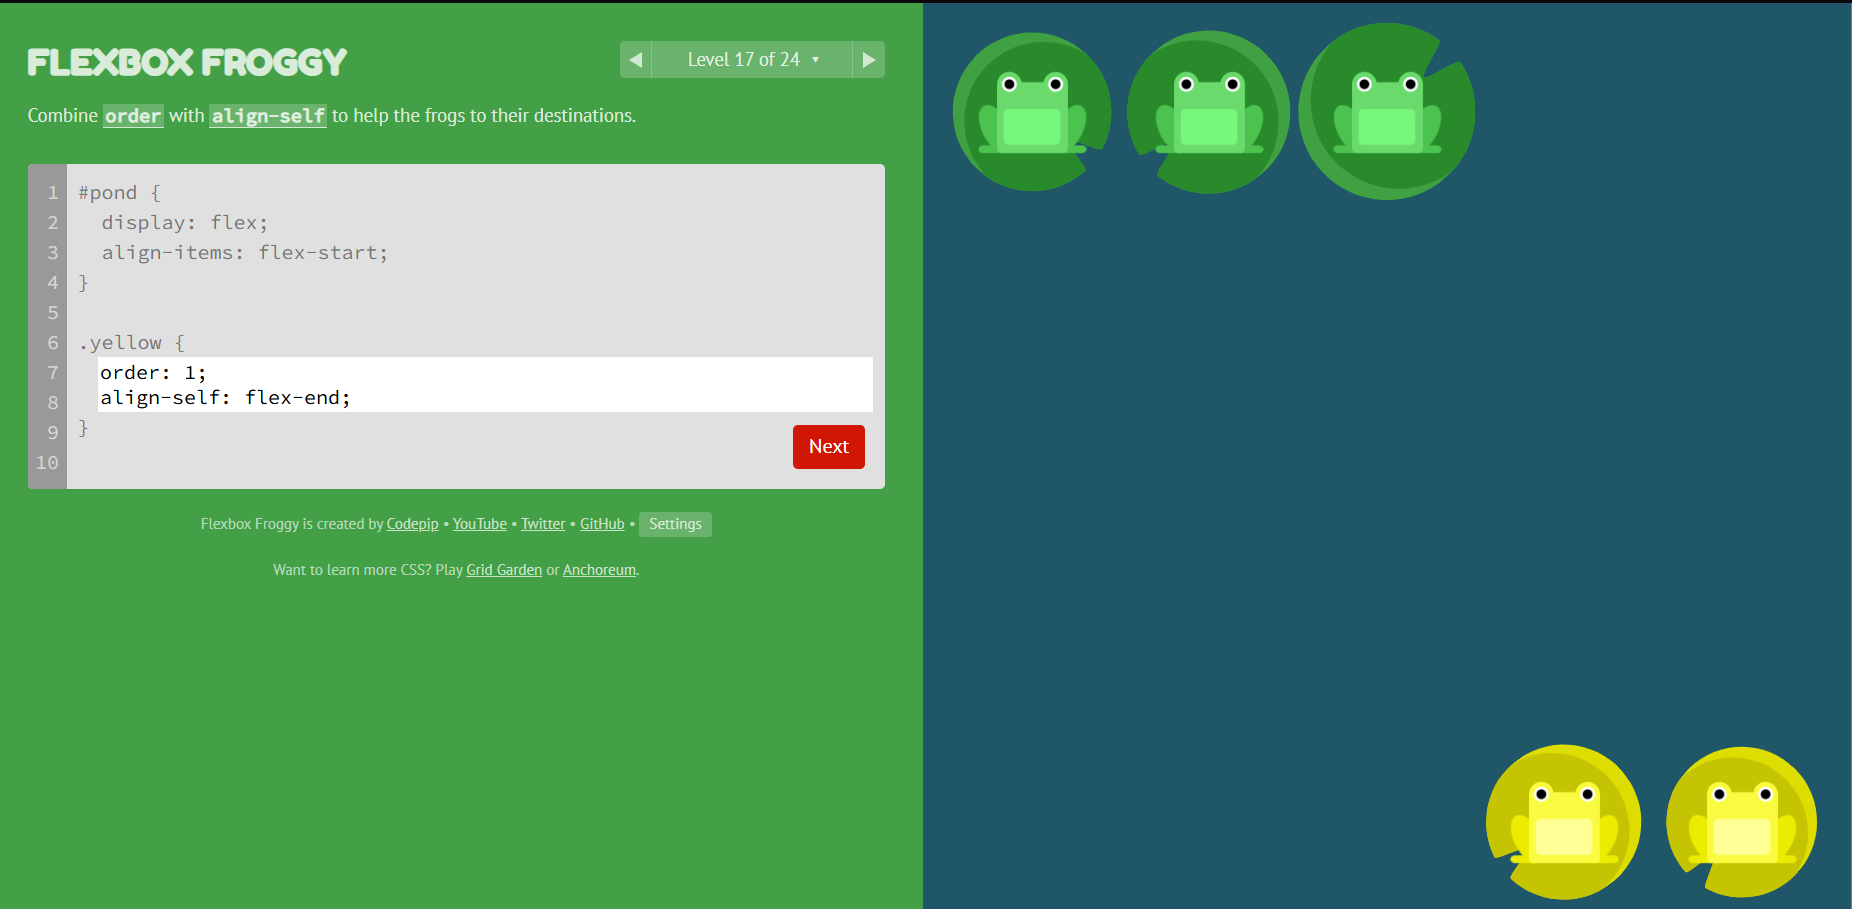 FLEXBOX FROGGY
◀ Level 17 of 24 ▼ ▶
Combine order with align-self to help the frogs to their destinations.
1 #pond {
2   display: flex;
3   align-items: flex-start;
4 }
5
6 .yellow {
7   order: 1;
8   align-self: flex-end;
9 }
10
Next
Flexbox Froggy is created by Codepip • YouTube • Twitter • GitHub • Settings
Want to learn more CSS? Play Grid Garden or Anchoreum.